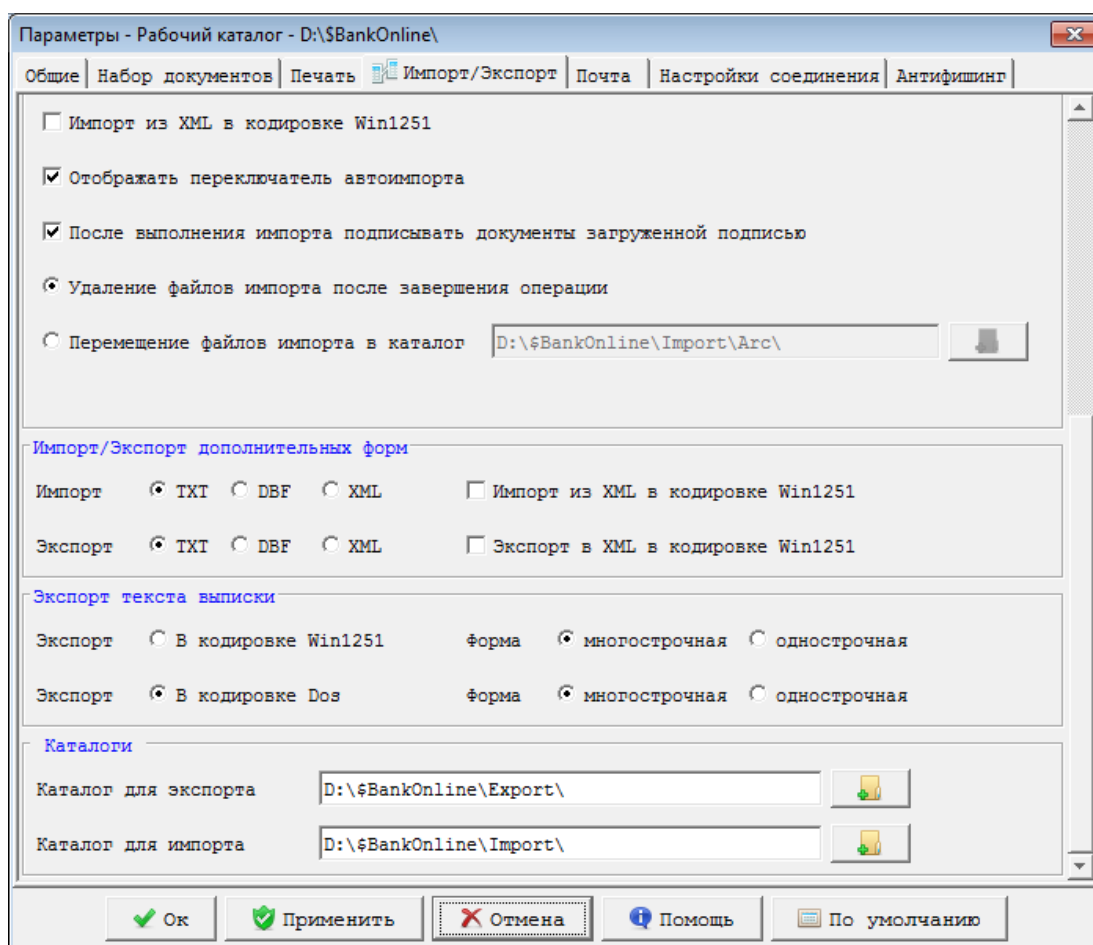 Параметры - Рабочий каталог - D:\$BankOnline\
Общие Набор документов Печать Импорт/Экспорт Почта Настройки соединения Антифишинг
Импорт из XML в кодировке Win1251
Отображать переключатель автоимпорта
После выполнения импорта подписывать документы загруженной подписью
Удаление файлов импорта после завершения операции
Перемещение файлов импорта в каталог D:\$BankOnline\Import\Arc\
Импорт/Экспорт дополнительных форм
Импорт TXT DBF XML Импорт из XML в кодировке Win1251
Экспорт TXT DBF XML Экспорт в XML в кодировке Win1251
Экспорт текста выписки
Экспорт В кодировке Win1251 Форма многострочная однострочная
Экспорт В кодировке Dos Форма многострочная однострочная
Каталоги
Каталог для экспорта D:\$BankOnline\Export\
Каталог для импорта D:\$BankOnline\Import\
Ок Применить Отмена Помощь По умолчанию